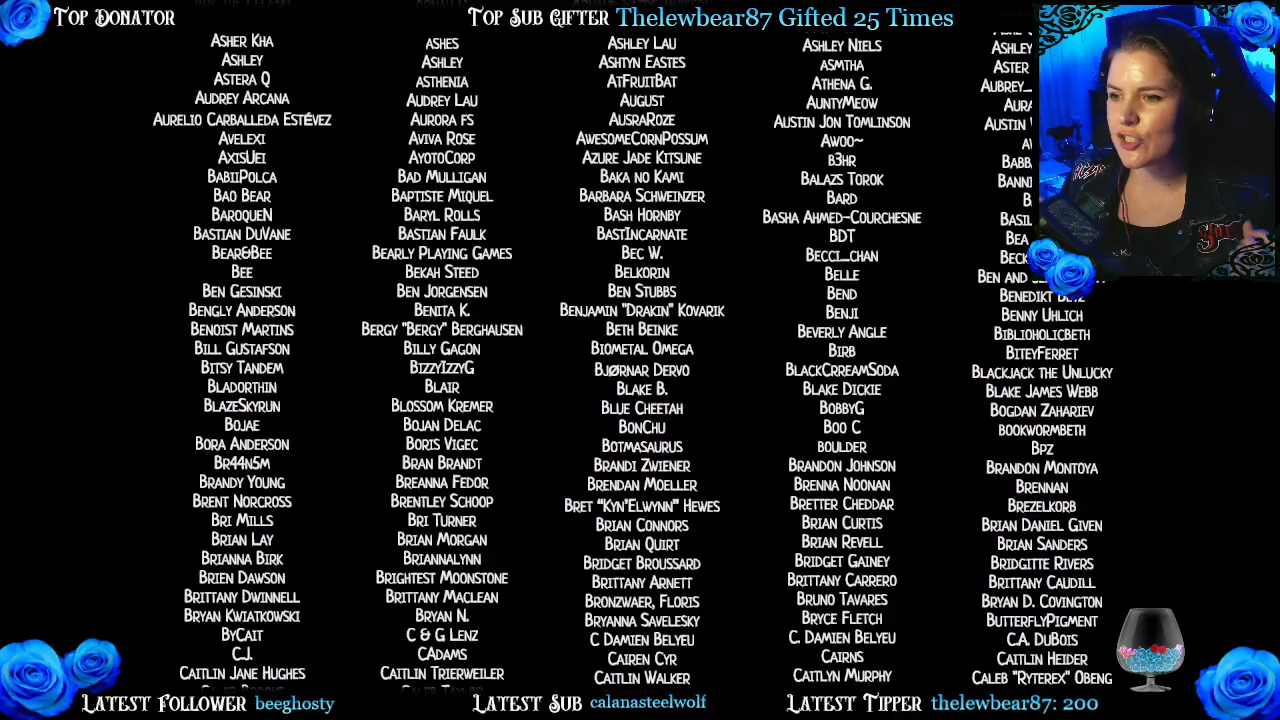 Top Donator
Top Sub Gifter Thelewbear87 Gifted 25 Times
Asher Kha
Ashes
Ashley Lau
Ashley Niels
Ashley
Ashley
Ashley
Ashtyn Eastes
asmtha
Aster
Astera Q
asthenia
AtFruitBat
Athena G.
Aubrey_
Audrey Arcana
Audrey Lau
August
AuntyMeow
Aura
Aurelio Carballeda Estévez
Aurora fs
AusraRoze
Austin Jon Tomlinson
Austin
Avelexi
Aviva Rose
AwesomeCornPossum
Awoo~
AxisUei
AyotoCorp
Azure Jade Kitsune
b3hr
Babb
BabiiPolca
Bad Mulligan
Baka no Kami
Balazs Torok
Banni
Bao Bear
Baptiste Miquel
Barbara Schweinzer
Bard
BaroqueN
Baryl Rolls
Bash Hornby
Basha Ahmed-Courchesne
Basil
Bastian DuVane
Bastian Faulk
BastIncarnate
BDT
Bea
Bear&Bee
Bearly Playing Games
Bec W.
Becci_chan
Beck
Bee
Bekah Steed
Belkorin
Belle
Ben and
Ben Gesinski
Ben Jorgensen
Ben Stubbs
Bend
Benedikt Betz
Bengly Anderson
Benita K.
Benjamin "Drakin" Kovarik
Benji
Benny Uhlich
Benoist Martins
Bergy "Bergy" Berghausen
Beth Beinke
Beverly Angle
Biblioholicbeth
Bill Gustafson
Billy Gagon
Biometal Omega
Birb
BiteyFerret
Bitsy Tandem
BizzyIzzyG
Bjørnar Dervo
BlackCrreamSoda
Blackjack the Unlucky
Bladorthin
Blair
Blake B.
Blake Dickie
Blake James Webb
BlazeSkyrun
Blossom Kremer
Blue Cheetah
BobbyG
Bogdan Zahariev
Bojae
Bojan Delac
BonChu
Boo C
bookwormbeth
Bora Anderson
Boris Vigec
Botmasaurus
boulder
Bpz
Br44n5m
Bran Brandt
Brandi Zwiener
Brandon Johnson
Brandon Montoya
Brandy Young
Breanna Fedor
Brendan Moeller
Brenna Noonan
Brennan
Brent Norcross
Brentley Schoop
Bret “Kyn'Elwynn” Hewes
Bretter Cheddar
Brezelkorb
Bri Mills
Bri Turner
Brian Connors
Brian Curtis
Brian Daniel Given
Brian Lay
Brian Morgan
Brian Quirt
Brian Revell
Brian Sanders
Brianna Birk
Briannalynn
Bridget Broussard
Bridget Gainey
Bridgitte Rivers
Brien Dawson
Brightest Moonstone
Brittany Arnett
Brittany Carrero
Brittany Caudill
Brittany Dwinnell
Brittany Maclean
Bronzwaer, Floris
Bruno Tavares
Bryan D. Covington
Bryan Kwiatkowski
Bryan N.
Bryanna Savelesky
Bryce Fletch
ButterflyPigment
ByCait
C & G Lenz
C Damien Belyeu
C. Damien Belyeu
C.A. DuBois
C.J.
CAdams
Cairen Cyr
Cairns
Caitlin Heider
Caitlin Jane Hughes
Caitlin Trierweiler
Caitlin Walker
Caitlyn Murphy
Caleb "Ryterex" Obeng
Latest Follower beeghosty
Latest Sub calanasteelwolf
Latest Tipper thelewbear87: 200